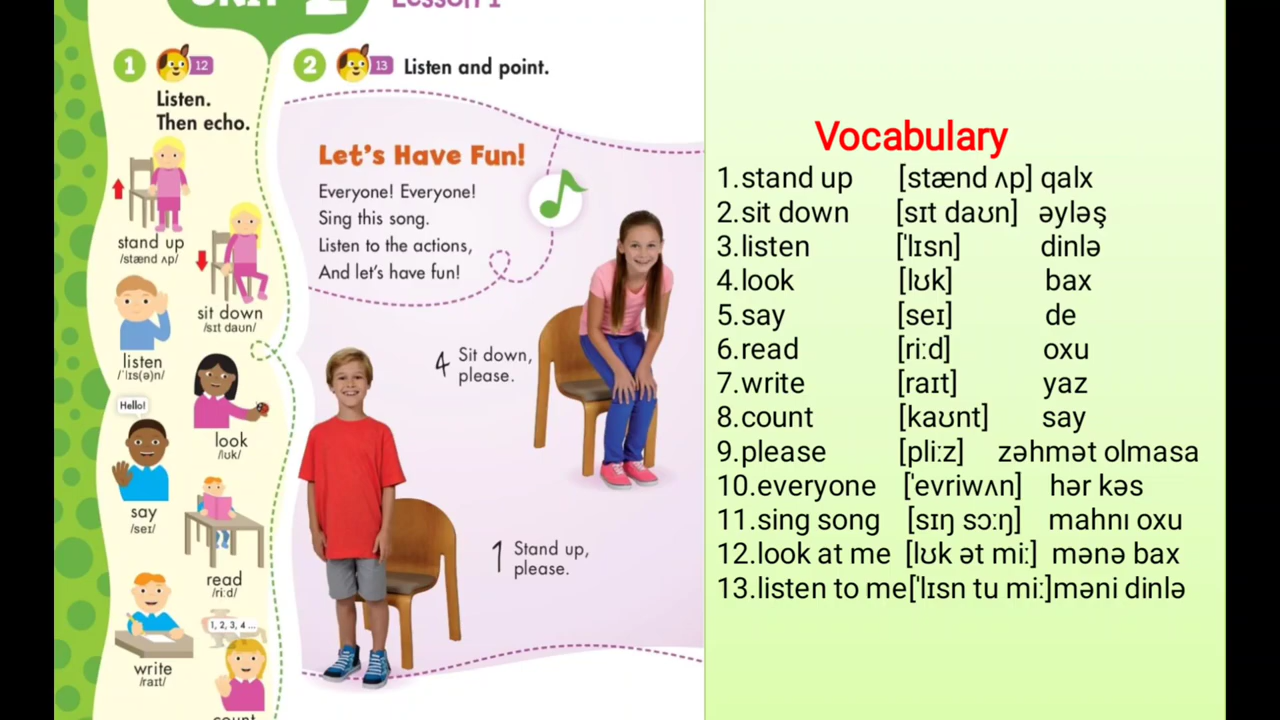 UNIT 1
Lesson 1
1
12
Listen.
Then echo.
stand up
/stænd ʌp/
sit down
/sɪt daʊn/
listen
/ˈlɪs(ə)n/
look
/lʊk/
Hello!
say
/seɪ/
read
/riːd/
1, 2, 3, 4 ...
write
/raɪt/
count
2
13
Listen and point.
Let's Have Fun!
Everyone! Everyone!
Sing this song.
Listen to the actions,
And let's have fun!
4 Sit down,
please.
1 Stand up,
please.
Vocabulary
1.stand up [stænd ʌp] qalx
2.sit down [sɪt daʊn] əyləş
3.listen [ˈlɪsn] dinlə
4.look [lʊk] bax
5.say [seɪ] de
6.read [riːd] oxu
7.write [raɪt] yaz
8.count [kaʊnt] say
9.please [pliːz] zəhmət olmasa
10.everyone [ˈevriwʌn] hər kəs
11.sing song [sɪŋ sɔːŋ] mahnı oxu
12.look at me [lʊk ət miː] mənə bax
13.listen to me[ˈlɪsn tu miː]məni dinlə